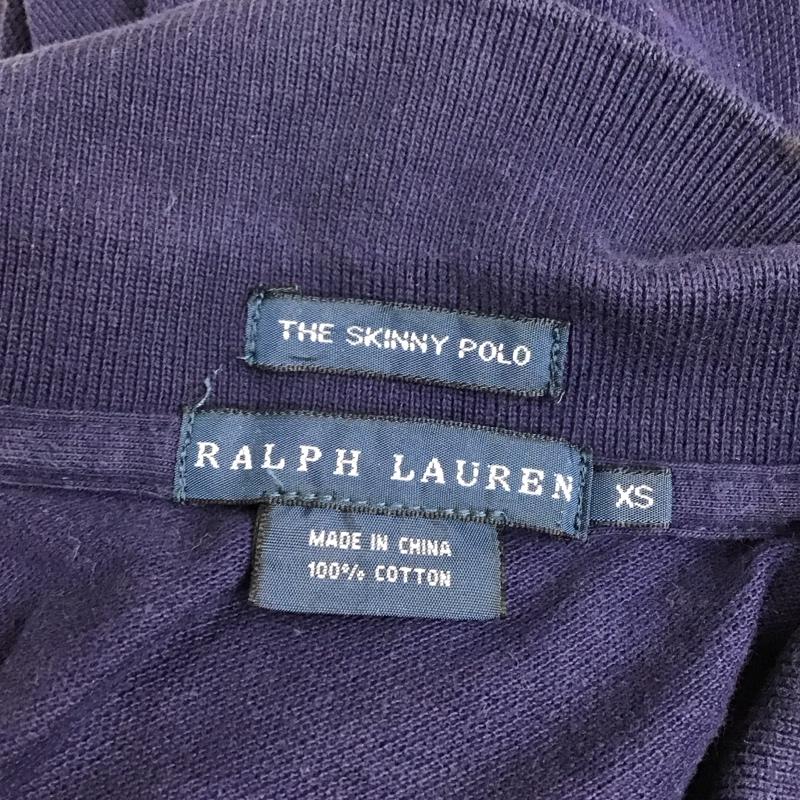 THE SKINNY POLO
RALPH LAUREN
XS
MADE IN CHINA
100% COTTON